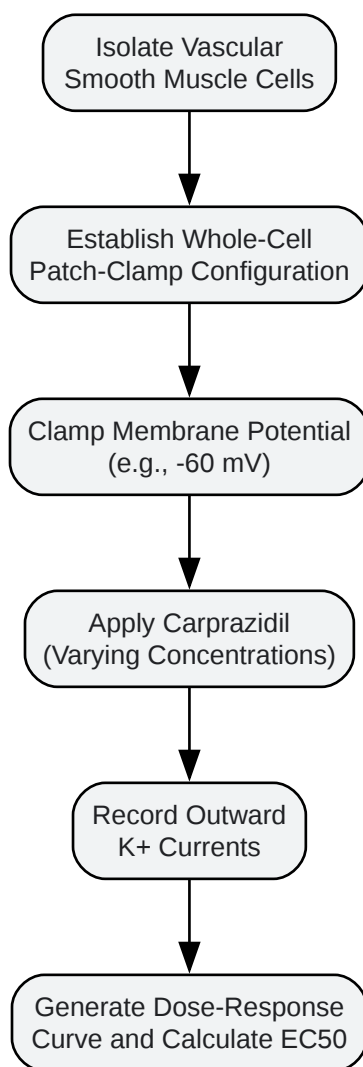 Isolate Vascular
Smooth Muscle Cells
Establish Whole-Cell
Patch-Clamp Configuration
Clamp Membrane Potential
(e.g., -60 mV)
Apply Carprazidil
(Varying Concentrations)
Record Outward
K+ Currents
Generate Dose-Response
Curve and Calculate EC50